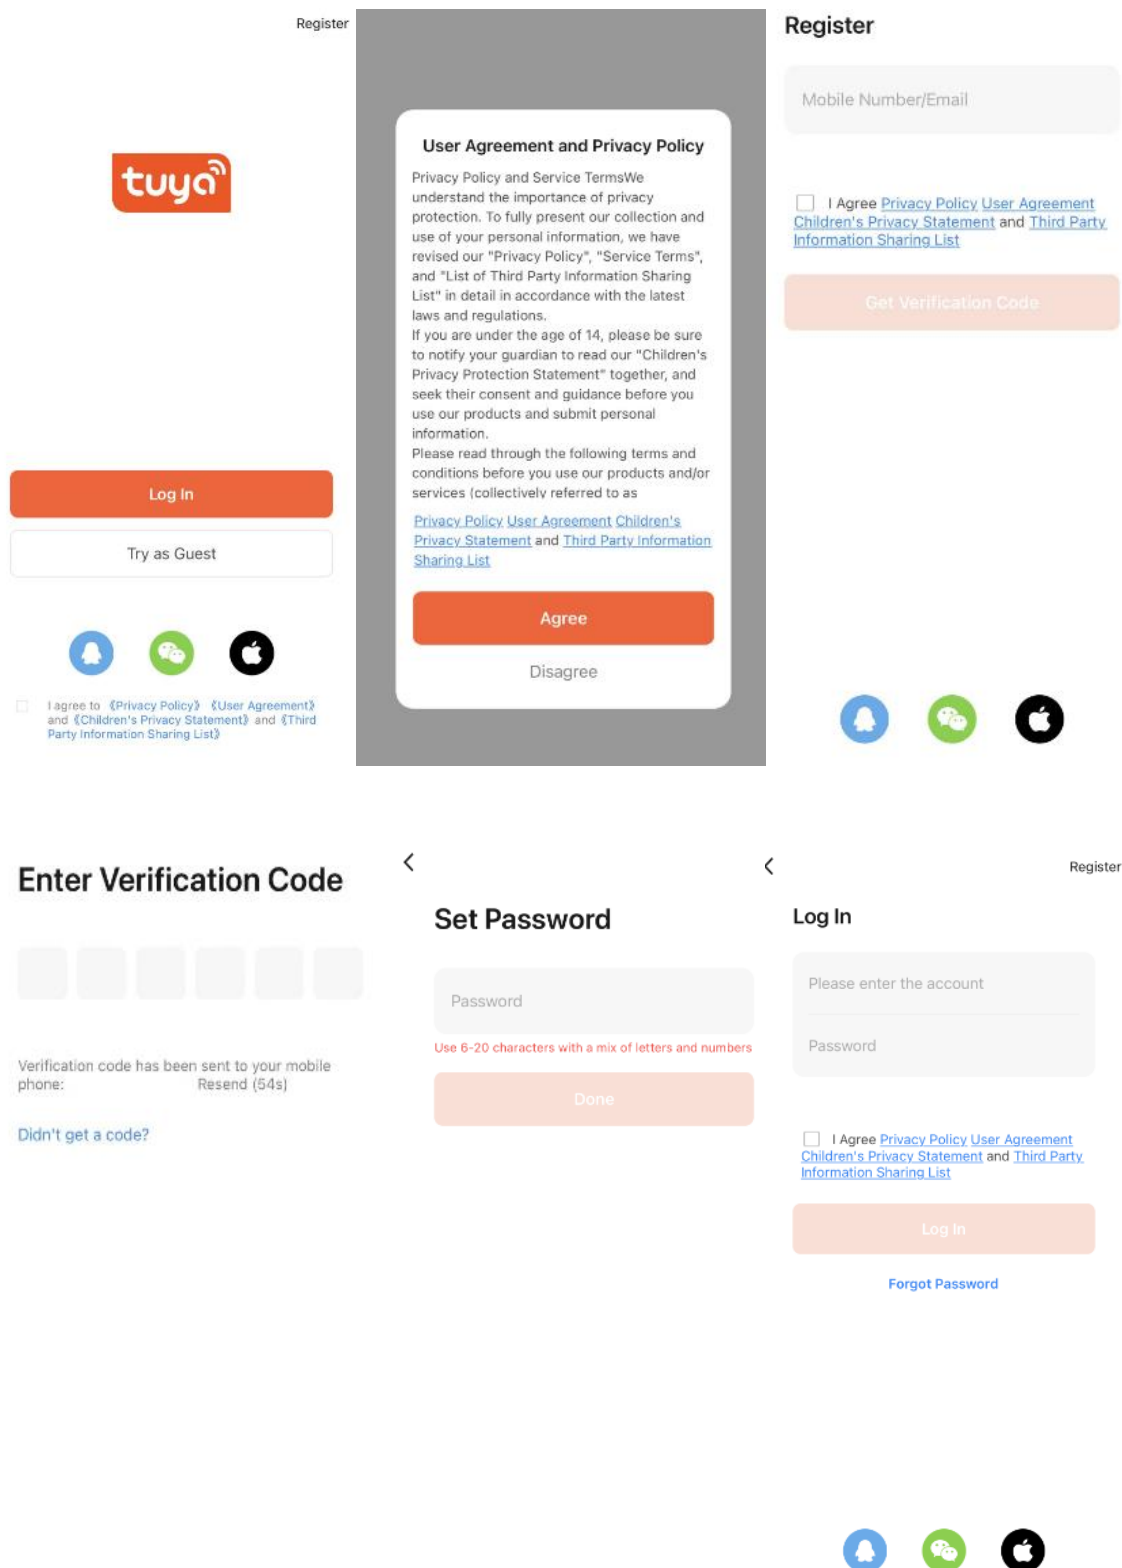 Register
tuya
Log In
Try as Guest
I agree to 《Privacy Policy》 《User Agreement》
and 《Children's Privacy Statement》 and 《Third
Party Information Sharing List》
User Agreement and Privacy Policy
Privacy Policy and Service TermsWe
understand the importance of privacy
protection. To fully present our collection and
use of your personal information, we have
revised our "Privacy Policy", "Service Terms",
and "List of Third Party Information Sharing
List" in detail in accordance with the latest
laws and regulations.
If you are under the age of 14, please be sure
to notify your guardian to read our "Children's
Privacy Protection Statement" together, and
seek their consent and guidance before you
use our products and submit personal
information.
Please read through the following terms and
conditions before you use our products and/or
services (collectively referred to as
Privacy Policy User Agreement Children's
Privacy Statement and Third Party Information
Sharing List
Agree
Disagree
Register
Mobile Number/Email
I Agree Privacy Policy User Agreement
Children's Privacy Statement and Third Party
Information Sharing List
Get Verification Code
Enter Verification Code
Verification code has been sent to your mobile
phone: Resend (54s)
Didn't get a code?
Set Password
Password
Use 6-20 characters with a mix of letters and numbers
Done
Register
Log In
Please enter the account
Password
I Agree Privacy Policy User Agreement
Children's Privacy Statement and Third Party
Information Sharing List
Log In
Forgot Password